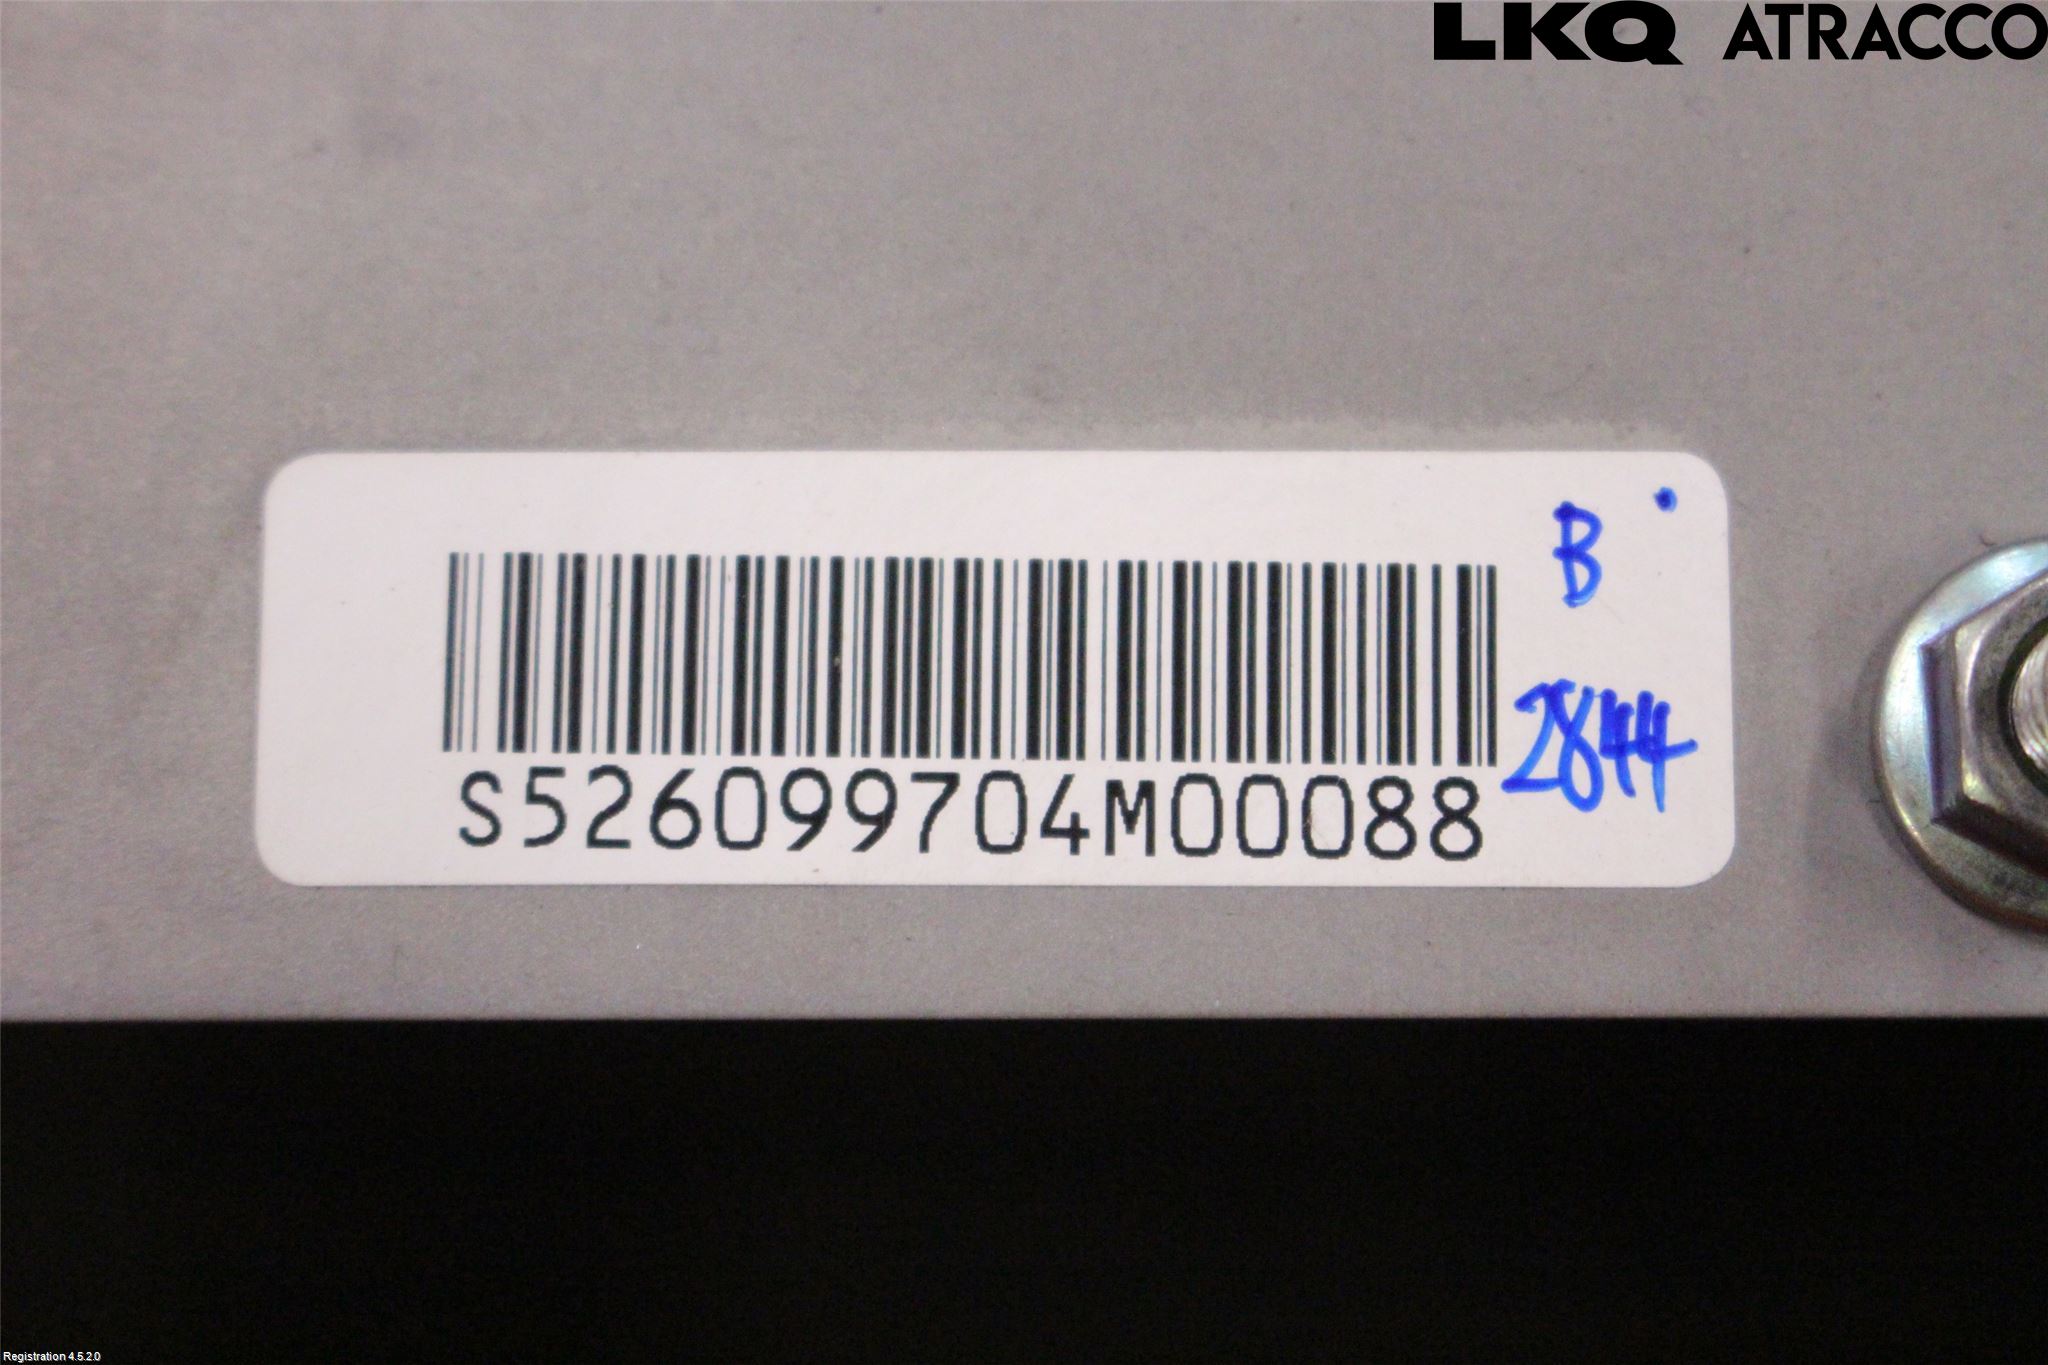 LKQ ATRACCO
B
2844
S526099704M00088
Registration 4.5.2.0